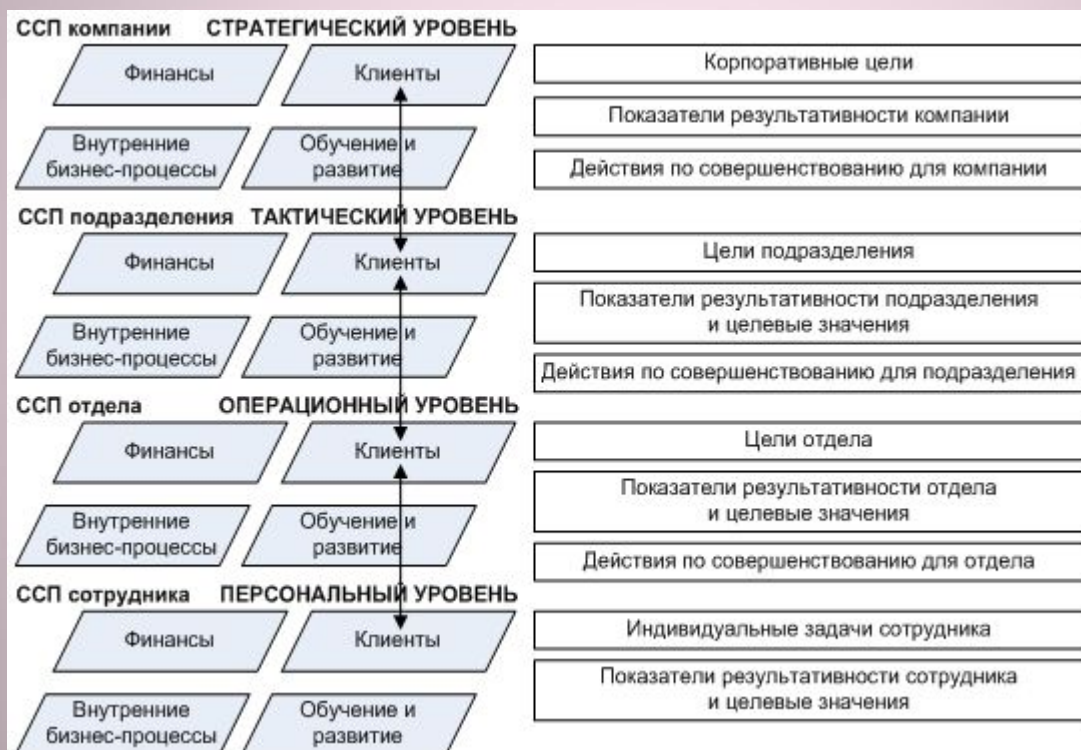 ССП компании СТРАТЕГИЧЕСКИЙ УРОВЕНЬ
Финансы
Клиенты
Внутренние
бизнес-процессы
Обучение и
развитие
Корпоративные цели
Показатели результативности компании
Действия по совершенствованию для компании
ССП подразделения ТАКТИЧЕСКИЙ УРОВЕНЬ
Финансы
Клиенты
Внутренние
бизнес-процессы
Обучение и
развитие
Цели подразделения
Показатели результативности подразделения
и целевые значения
Действия по совершенствованию для подразделения
ССП отдела ОПЕРАЦИОННЫЙ УРОВЕНЬ
Финансы
Клиенты
Внутренние
бизнес-процессы
Обучение и
развитие
Цели отдела
Показатели результативности отдела
и целевые значения
Действия по совершенствованию для отдела
ССП сотрудника ПЕРСОНАЛЬНЫЙ УРОВЕНЬ
Финансы
Клиенты
Внутренние
бизнес-процессы
Обучение и
развитие
Индивидуальные задачи сотрудника
Показатели результативности сотрудника
и целевые значения